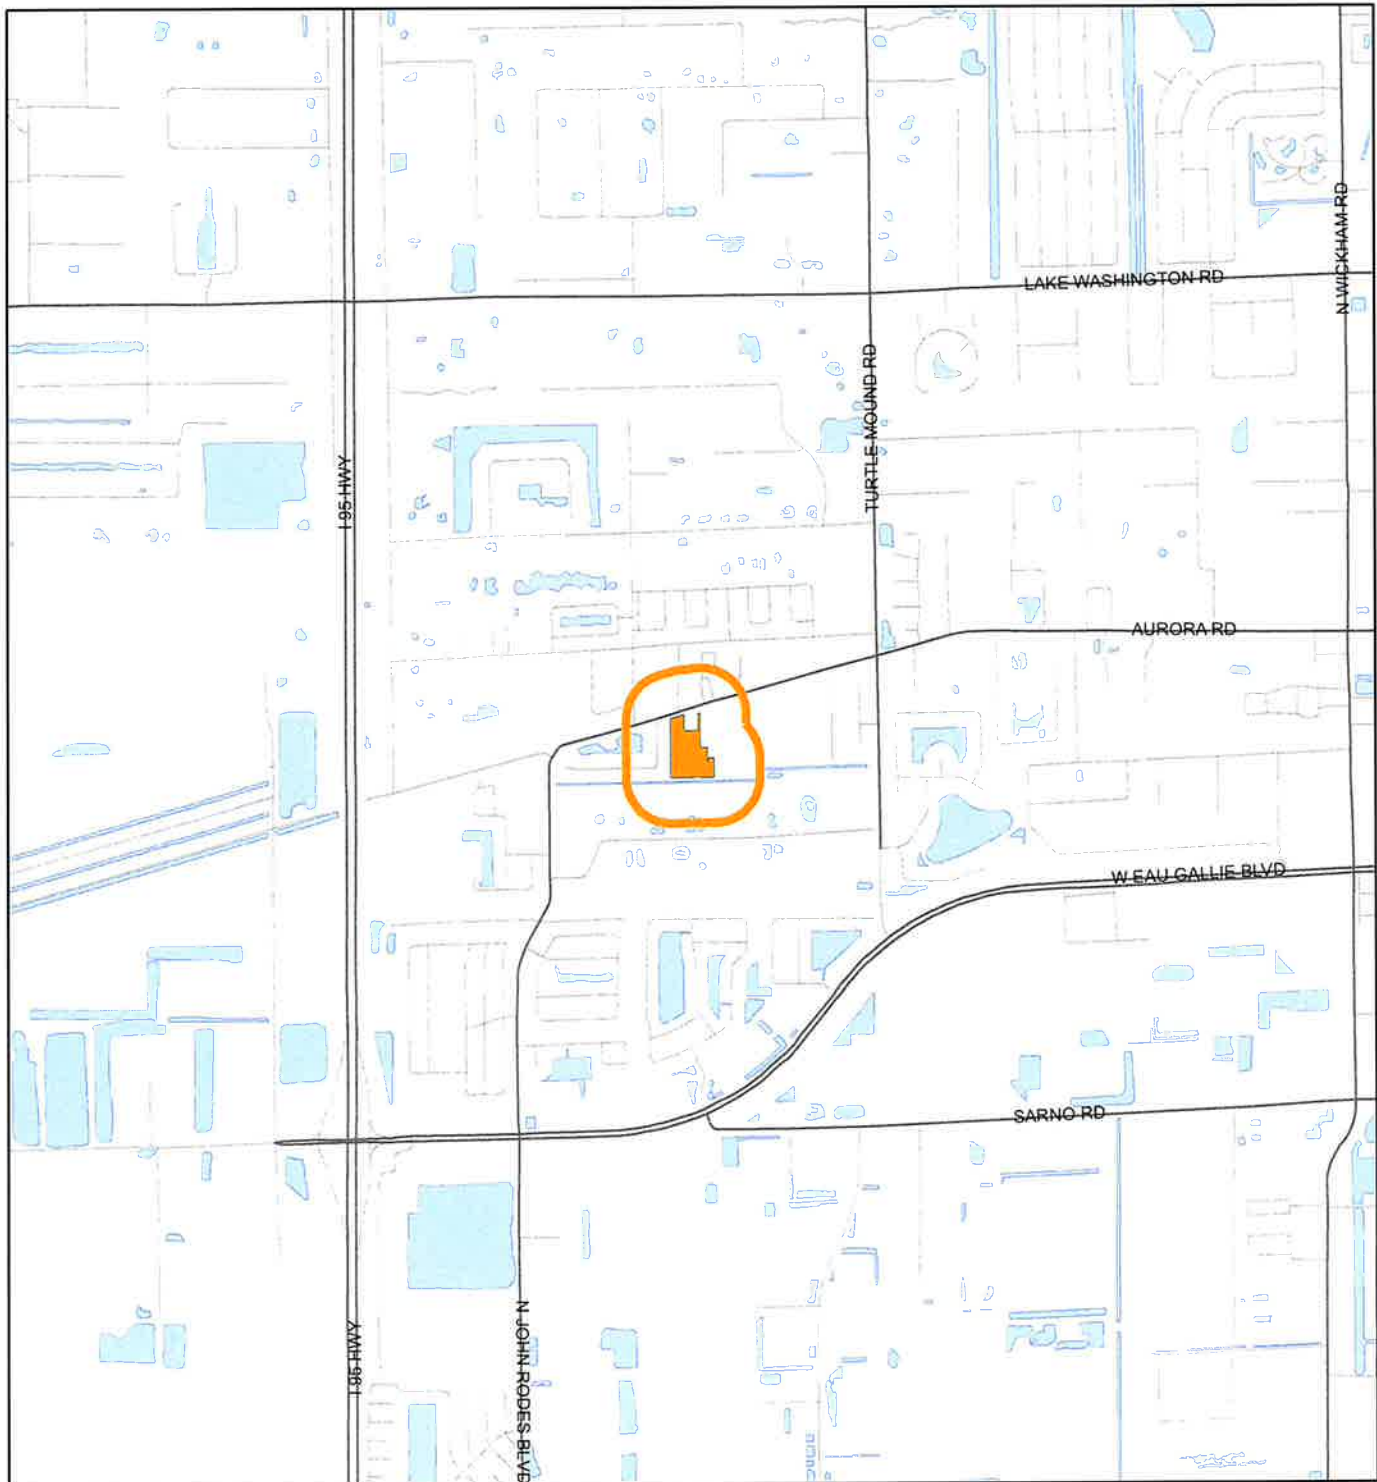 LAKE WASHINGTON RD
N WICKHAM RD
TURTLE MOUND RD
I 95 HWY
AURORA RD
W EAU GALLIE BLVD
SARNO RD
N JOHN RODES BLVD
I 95 HWY